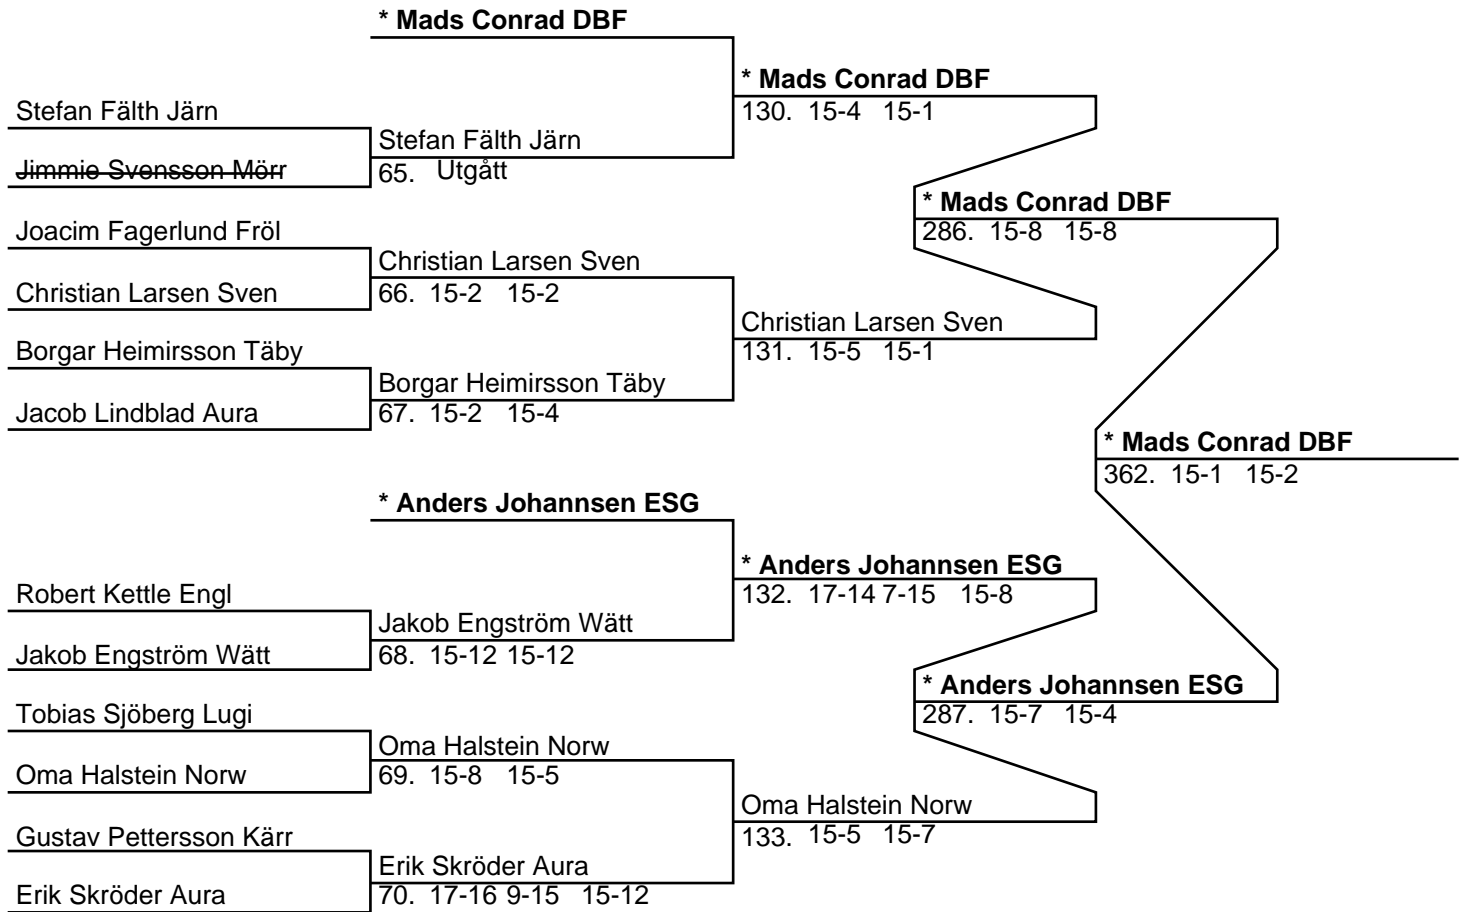 * Mads Conrad DBF
* Mads Conrad DBF
130. 15-4 15-1
Stefan Fälth Järn
Stefan Fälth Järn
Jimmie Svensson Mörr
65. Utgått
* Mads Conrad DBF
286. 15-8 15-8
Joacim Fagerlund Fröl
Christian Larsen Sven
Christian Larsen Sven
66. 15-2 15-2
Christian Larsen Sven
131. 15-5 15-1
Borgar Heimirsson Täby
Borgar Heimirsson Täby
Jacob Lindblad Aura
67. 15-2 15-4
* Mads Conrad DBF
362. 15-1 15-2
* Anders Johannsen ESG
* Anders Johannsen ESG
132. 17-14 7-15 15-8
Robert Kettle Engl
Jakob Engström Wätt
Jakob Engström Wätt
68. 15-12 15-12
* Anders Johannsen ESG
287. 15-7 15-4
Tobias Sjöberg Lugi
Oma Halstein Norw
Oma Halstein Norw
69. 15-8 15-5
Oma Halstein Norw
133. 15-5 15-7
Gustav Pettersson Kärr
Erik Skröder Aura
Erik Skröder Aura
70. 17-16 9-15 15-12